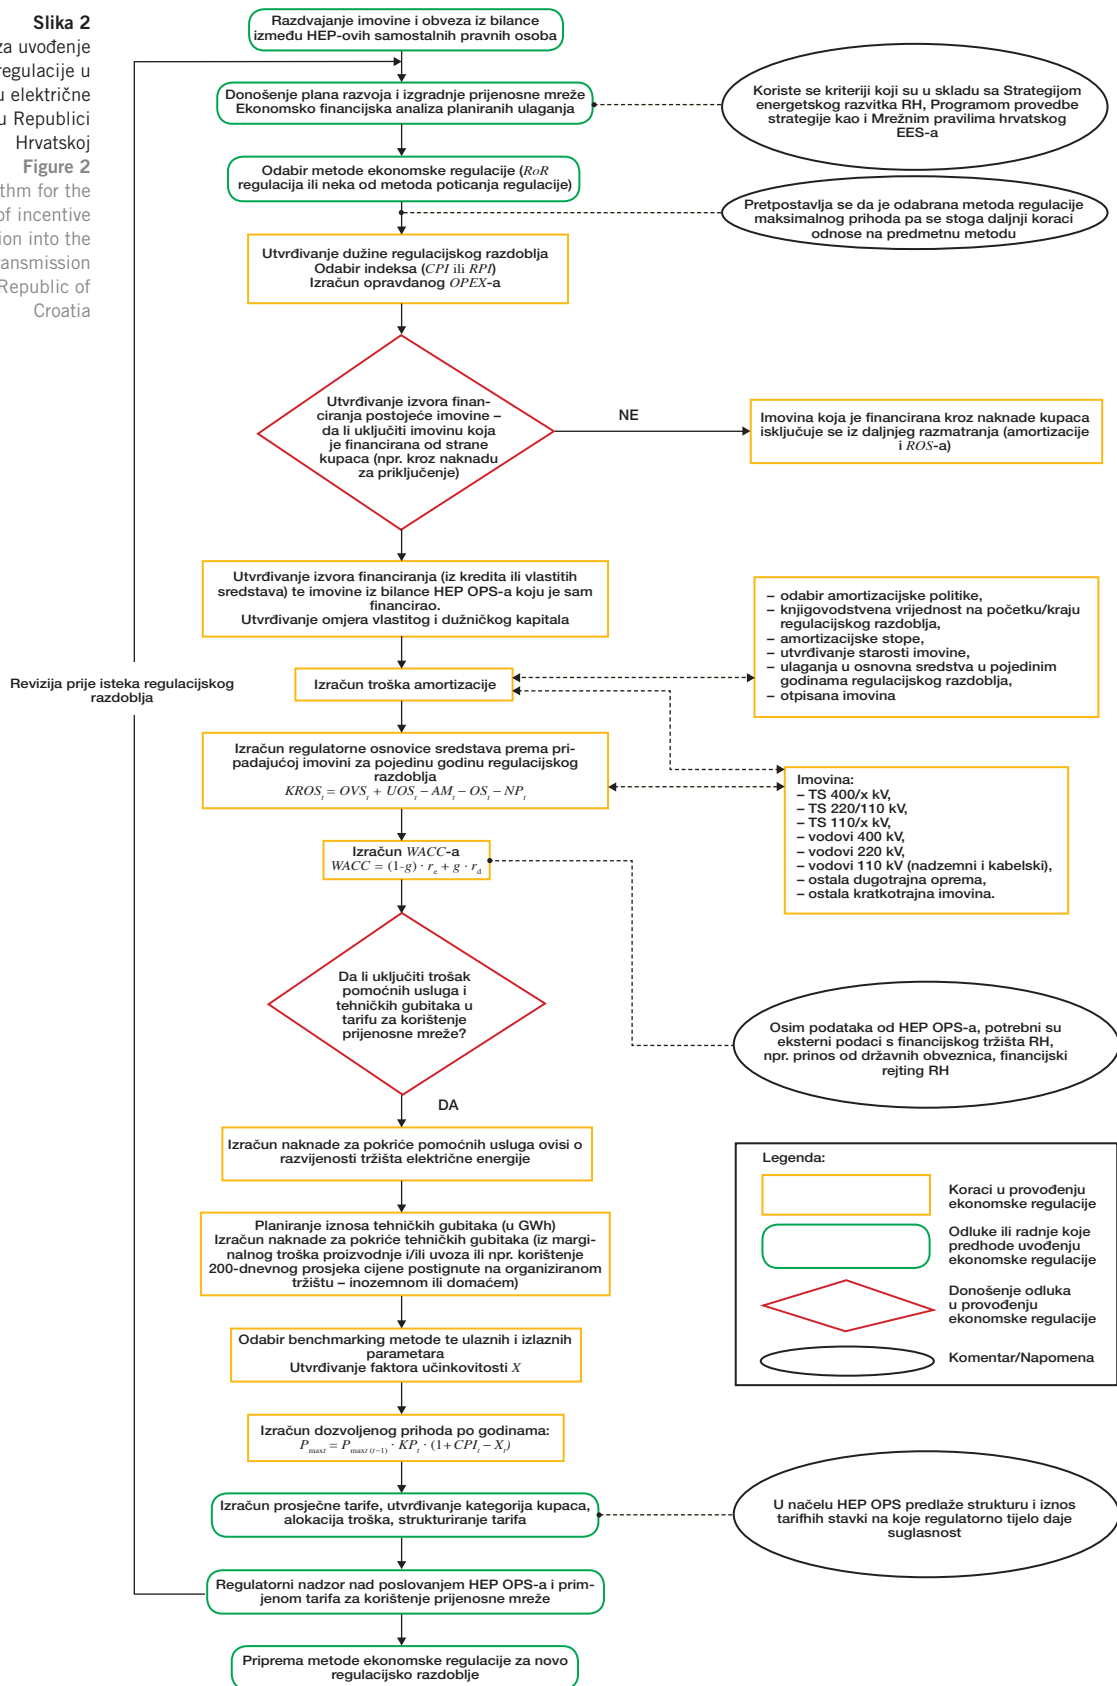 Slika 2
za uvođenje
regulacije u
u električne
u Republici
Hrvatskoj
Figure 2
thm for the
of incentive
ion into the
ransmission
Republic of
Croatia
Razdvajanje imovine i obveza iz bilance
između HEP-ovih samostalnih pravnih osoba
Donošenje plana razvoja i izgradnje prijenosne mreže
Ekonomsko financijska analiza planiranih ulaganja
Koriste se kriteriji koji su u skladu sa Strategijom
energetskog razvitka RH, Programom provedbe
strategije kao i Mrežnim pravilima hrvatskog
EES-a
Odabir metode ekonomske regulacije (RoR
regulacija ili neka od metoda poticanja regulacije)
Pretpostavlja se da je odabrana metoda regulacije
maksimalnog prihoda pa se stoga daljnji koraci
odnose na predmetnu metodu
Utvrđivanje dužine regulacijskog razdoblja
Odabir indeksa (CPI ili RPI)
Izračun opravdanog OPEX-a
Utvrđivanje izvora finan-
ciranja postojeće imovine –
da li uključiti imovinu koja
je financirana od strane
kupaca (npr. kroz naknadu
za priključenje)
NE
Imovina koja je financirana kroz naknade kupaca
isključuje se iz daljnjeg razmatranja (amortizacije
i ROS-a)
Utvrđivanje izvora financiranja (iz kredita ili vlastitih
sredstava) te imovine iz bilance HEP OPS-a koju je sam
financirao.
Utvrđivanje omjera vlastitog i dužničkog kapitala
– odabir amortizacijske politike,
– knjigovodstvena vrijednost na početku/kraju
regulacijskog razdoblja,
– amortizacijske stope,
– utvrđivanje starosti imovine,
– ulaganja u osnovna sredstva u pojedinim
godinama regulacijskog razdoblja,
– otpisana imovina
Revizija prije isteka regulacijskog
razdoblja
Izračun troška amortizacije
Izračun regulatorne osnovice sredstava prema pri-
padajućoj imovini za pojedinu godinu regulacijskog
razdoblja
KROS_t = OVS_t + UOS_t – AM_t – OS_t – NP_t
Imovina:
– TS 400/x kV,
– TS 220/110 kV,
– TS 110/x kV,
– vodovi 400 kV,
– vodovi 220 kV,
– vodovi 110 kV (nadzemni i kabelski),
– ostala dugotrajna oprema,
– ostala kratkotrajna imovina.
Izračun WACC-a
WACC = (1-g) · r_e + g · r_d
Da li uključiti trošak
pomoćnih usluga i
tehničkih gubitaka u
tarifu za korištenje
prijenosne mreže?
Osim podataka od HEP OPS-a, potrebni su
eksterni podaci s financijskog tržišta RH,
npr. prinos od državnih obveznica, financijski
rejting RH
DA
Izračun naknade za pokriće pomoćnih usluga ovisi o
razvijenosti tržišta električne energije
Planiranje iznosa tehničkih gubitaka (u GWh)
Izračun naknade za pokriće tehničkih gubitaka (iz margi-
nalnog troška proizvodnje i/ili uvoza ili npr. korištenje
200-dnevnog prosjeka cijene postignute na organiziranom
tržištu – inozemnom ili domaćem)
Legenda:
Koraci u provođenju
ekonomske regulacije
Odluke ili radnje koje
predhode uvođenju
ekonomske regulacije
Donošenje odluka
u provođenju
ekonomske regulacije
Komentar/Napomena
Odabir benchmarking metode te ulaznih i izlaznih
parametara
Utvrđivanje faktora učinkovitosti X
Izračun dozvoljenog prihoda po godinama:
P_maxt = P_maxt (t–1) · KP_t · (1+CPI_t – X_t)
Izračun prosječne tarife, utvrđivanje kategorija kupaca,
alokacija troška, strukturiranje tarifa
U načelu HEP OPS predlaže strukturu i iznos
tarifhih stavki na koje regulatorno tijelo daje
suglasnost
Regulatorni nadzor nad poslovanjem HEP OPS-a i prim-
jenom tarifa za korištenje prijenosne mreže
Priprema metode ekonomske regulacije za novo
regulacijsko razdoblje